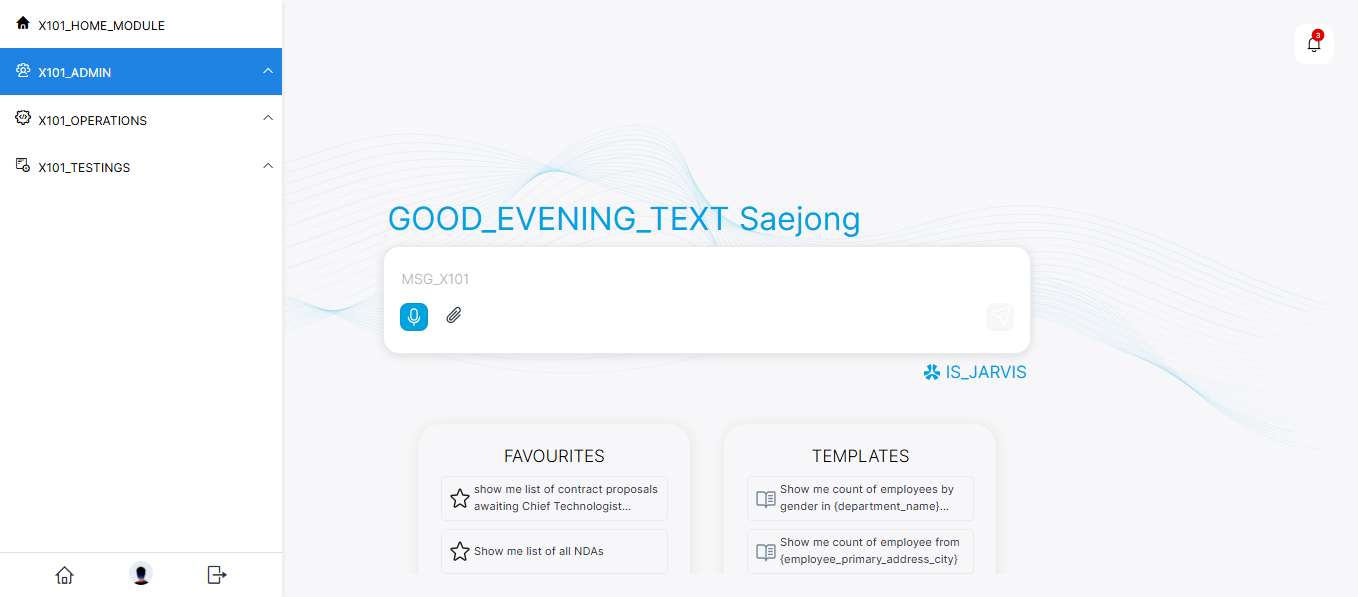 X101_HOME_MODULE
X101_ADMIN
X101_OPERATIONS
X101_TESTINGS
3
GOOD_EVENING_TEXT Saejong
MSG_X101
IS_JARVIS
FAVOURITES
show me list of contract proposals
awaiting Chief Technologist...
Show me list of all NDAs
TEMPLATES
Show me count of employees by
gender in {department_name}...
Show me count of employee from
{employee_primary_address_city}